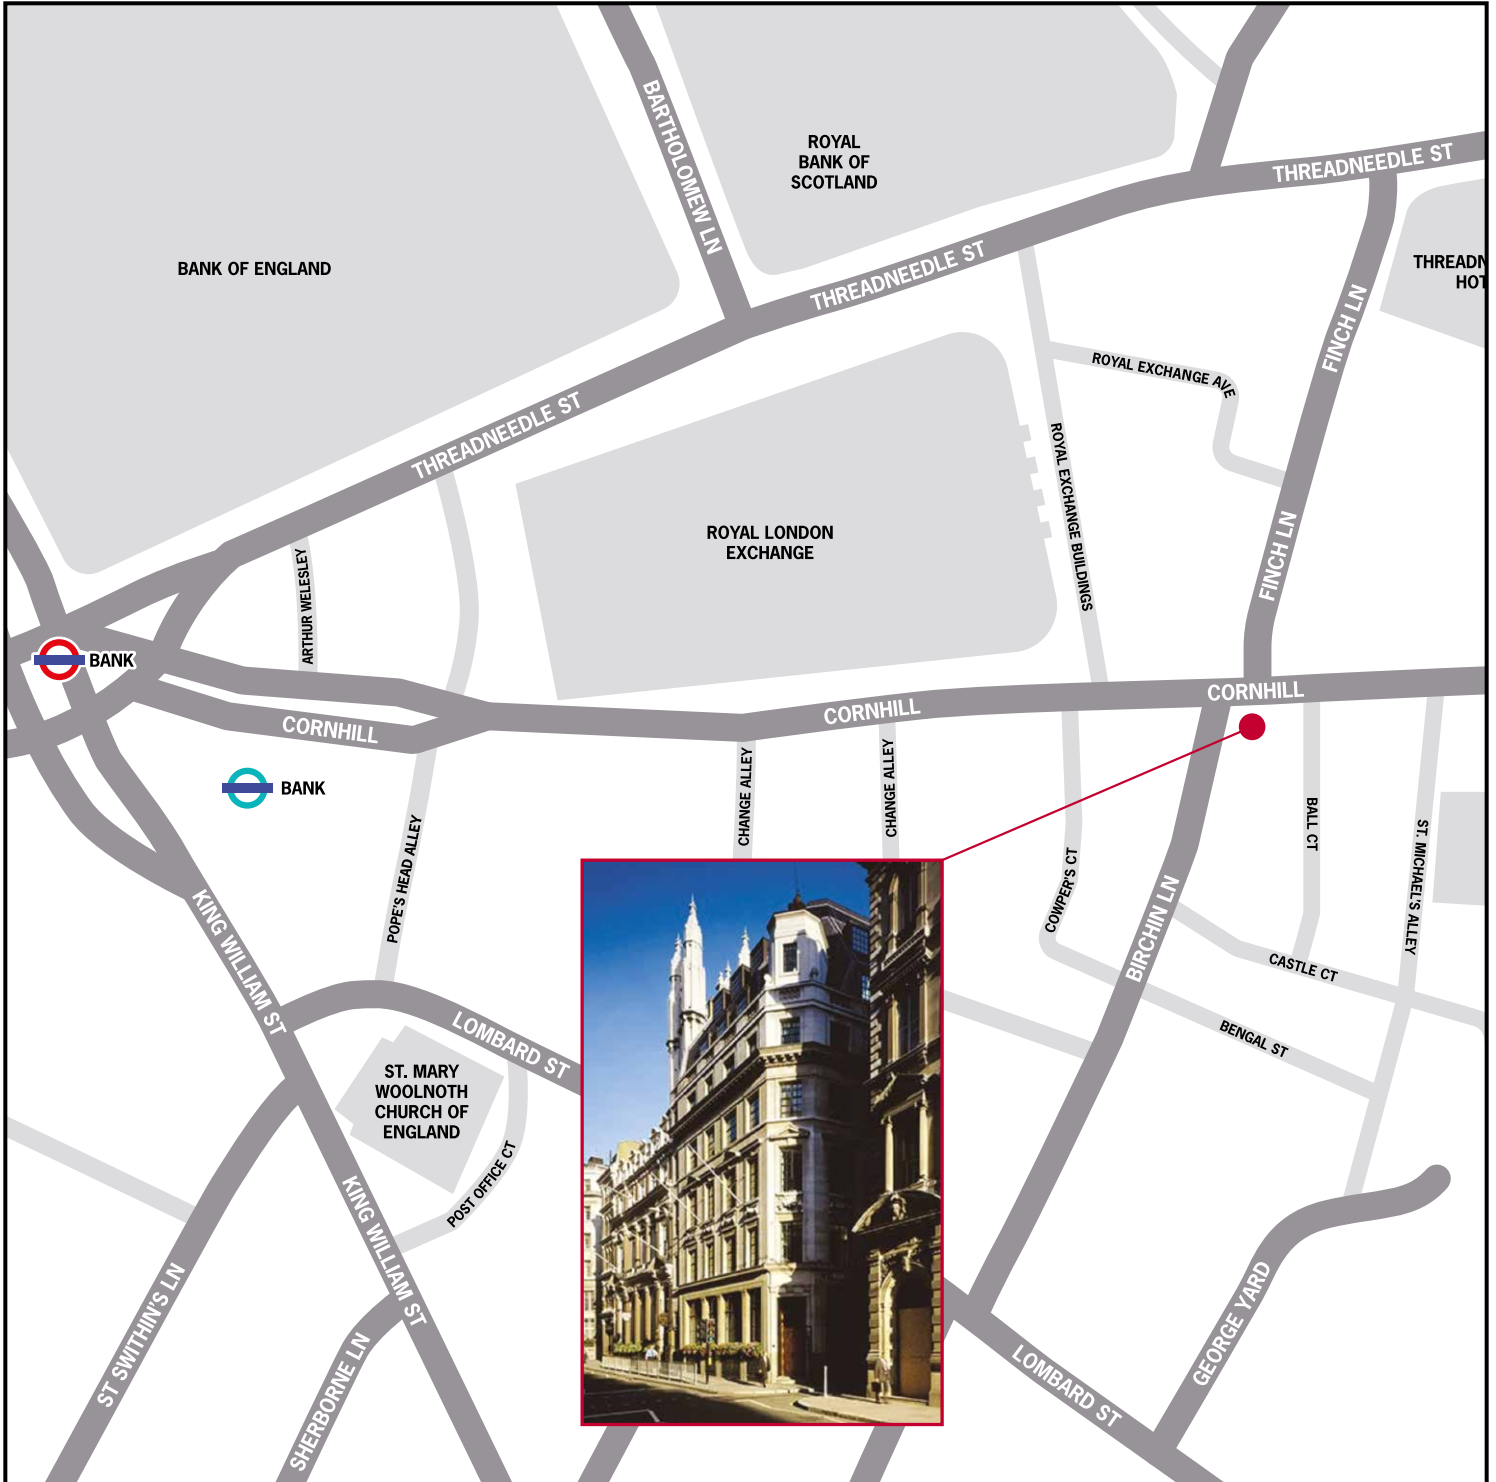 BARTHOLOMEW LN
ROYAL
BANK OF
SCOTLAND
THREADNEEDLE ST
BANK OF ENGLAND
THREADNEEDLE ST
THREADN
HOT
FINCH LN
ROYAL EXCHANGE AVE
THREADNEEDLE ST
ROYAL EXCHANGE BUILDINGS
ROYAL LONDON
EXCHANGE
FINCH LN
ARTHUR WELESLEY
BANK
CORNHILL
CORNHILL
CORNHILL
BANK
CHANGE ALLEY
CHANGE ALLEY
BALL CT
ST. MICHAEL'S ALLEY
POPE'S HEAD ALLEY
COWPER'S CT
BIRCHIN LN
KING WILLIAM ST
CASTLE CT
LOMBARD ST
BENGAL ST
ST. MARY
WOOLNOTH
CHURCH OF
ENGLAND
POST OFFICE CT
KING WILLIAM ST
ST SWITHIN'S LN
SHERBORNE LN
GEORGE YARD
LOMBARD ST